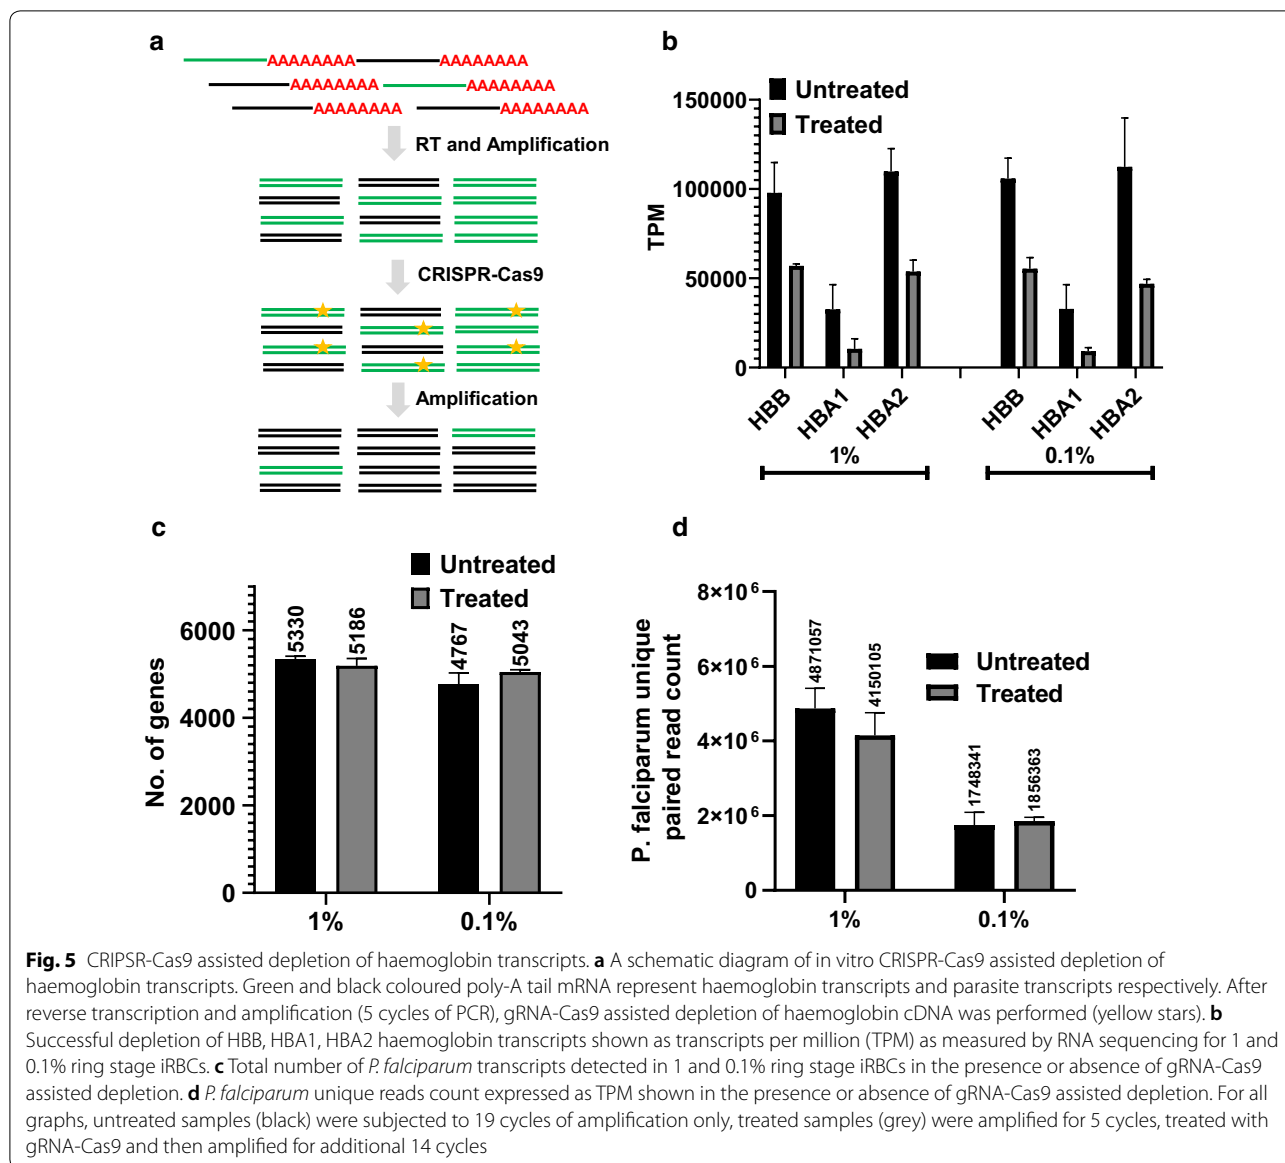 a
AAAAAAAA AAAAAAAA
AAAAAAAA AAAAAAAA
AAAAAAAA AAAAAAAA
RT and Amplification
CRISPR-Cas9
Amplification
b
Untreated
Treated
TPM
150000
100000
50000
0
HBB HBA1 HBA2 HBB HBA1 HBA2
1% 0.1%
c
Untreated
Treated
No. of genes
6000
4000
2000
0
5330 5186 4767 5043
1% 0.1%
d
Untreated
Treated
P. falciparum unique
paired read count
8×10⁶
6×10⁶
4×10⁶
2×10⁶
0
4871057 4150105 1748341 1856363
1% 0.1%
Fig. 5 CRIPSR-Cas9 assisted depletion of haemoglobin transcripts. a A schematic diagram of in vitro CRISPR-Cas9 assisted depletion of
haemoglobin transcripts. Green and black coloured poly-A tail mRNA represent haemoglobin transcripts and parasite transcripts respectively. After
reverse transcription and amplification (5 cycles of PCR), gRNA-Cas9 assisted depletion of haemoglobin cDNA was performed (yellow stars). b
Successful depletion of HBB, HBA1, HBA2 haemoglobin transcripts shown as transcripts per million (TPM) as measured by RNA sequencing for 1 and
0.1% ring stage iRBCs. c Total number of P. falciparum transcripts detected in 1 and 0.1% ring stage iRBCs in the presence or absence of gRNA-Cas9
assisted depletion. d P. falciparum unique reads count expressed as TPM shown in the presence or absence of gRNA-Cas9 assisted depletion. For all
graphs, untreated samples (black) were subjected to 19 cycles of amplification only, treated samples (grey) were amplified for 5 cycles, treated with
gRNA-Cas9 and then amplified for additional 14 cycles